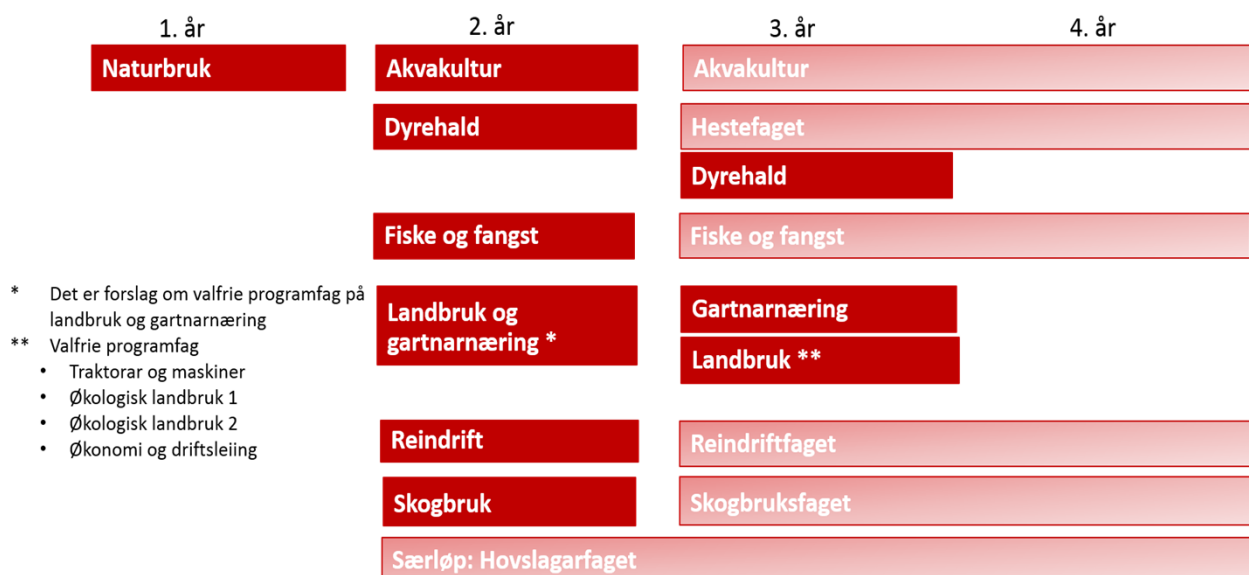 1. år
2. år
3. år
4. år
Naturbruk
Akvakultur
Akvakultur
Dyrehald
Hestefaget
Dyrehald
Fiske og fangst
Fiske og fangst
* Det er forslag om valfrie programfag på
landbruk og gartnarnæring
** Valfrie programfag
• Traktorar og maskiner
• Økologisk landbruk 1
• Økologisk landbruk 2
• Økonomi og driftsleiing
Landbruk og
gartnarnæring *
Gartnarnæring
Landbruk **
Reindrift
Reindriftfaget
Skogbruk
Skogbruksfaget
Særløp: Hovslagarfaget